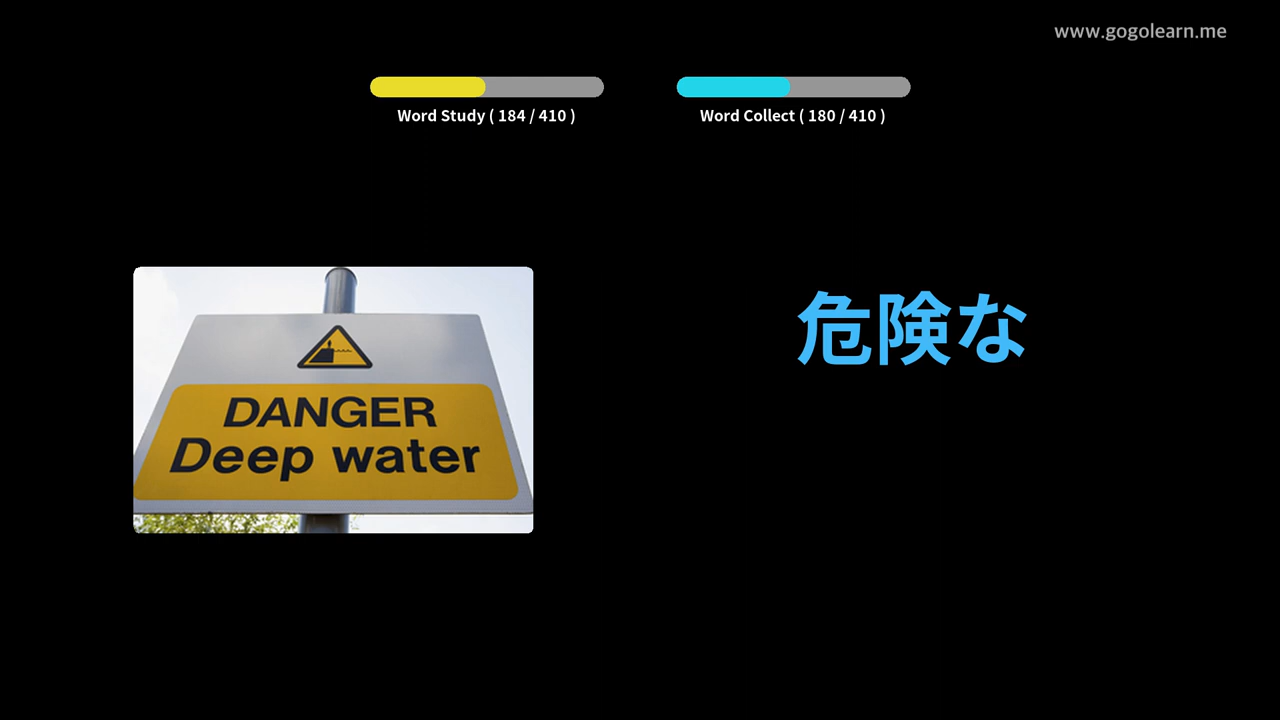 www.gogolearn.me
Word Study ( 184 / 410 )
Word Collect ( 180 / 410 )
DANGER
Deep water
危険な